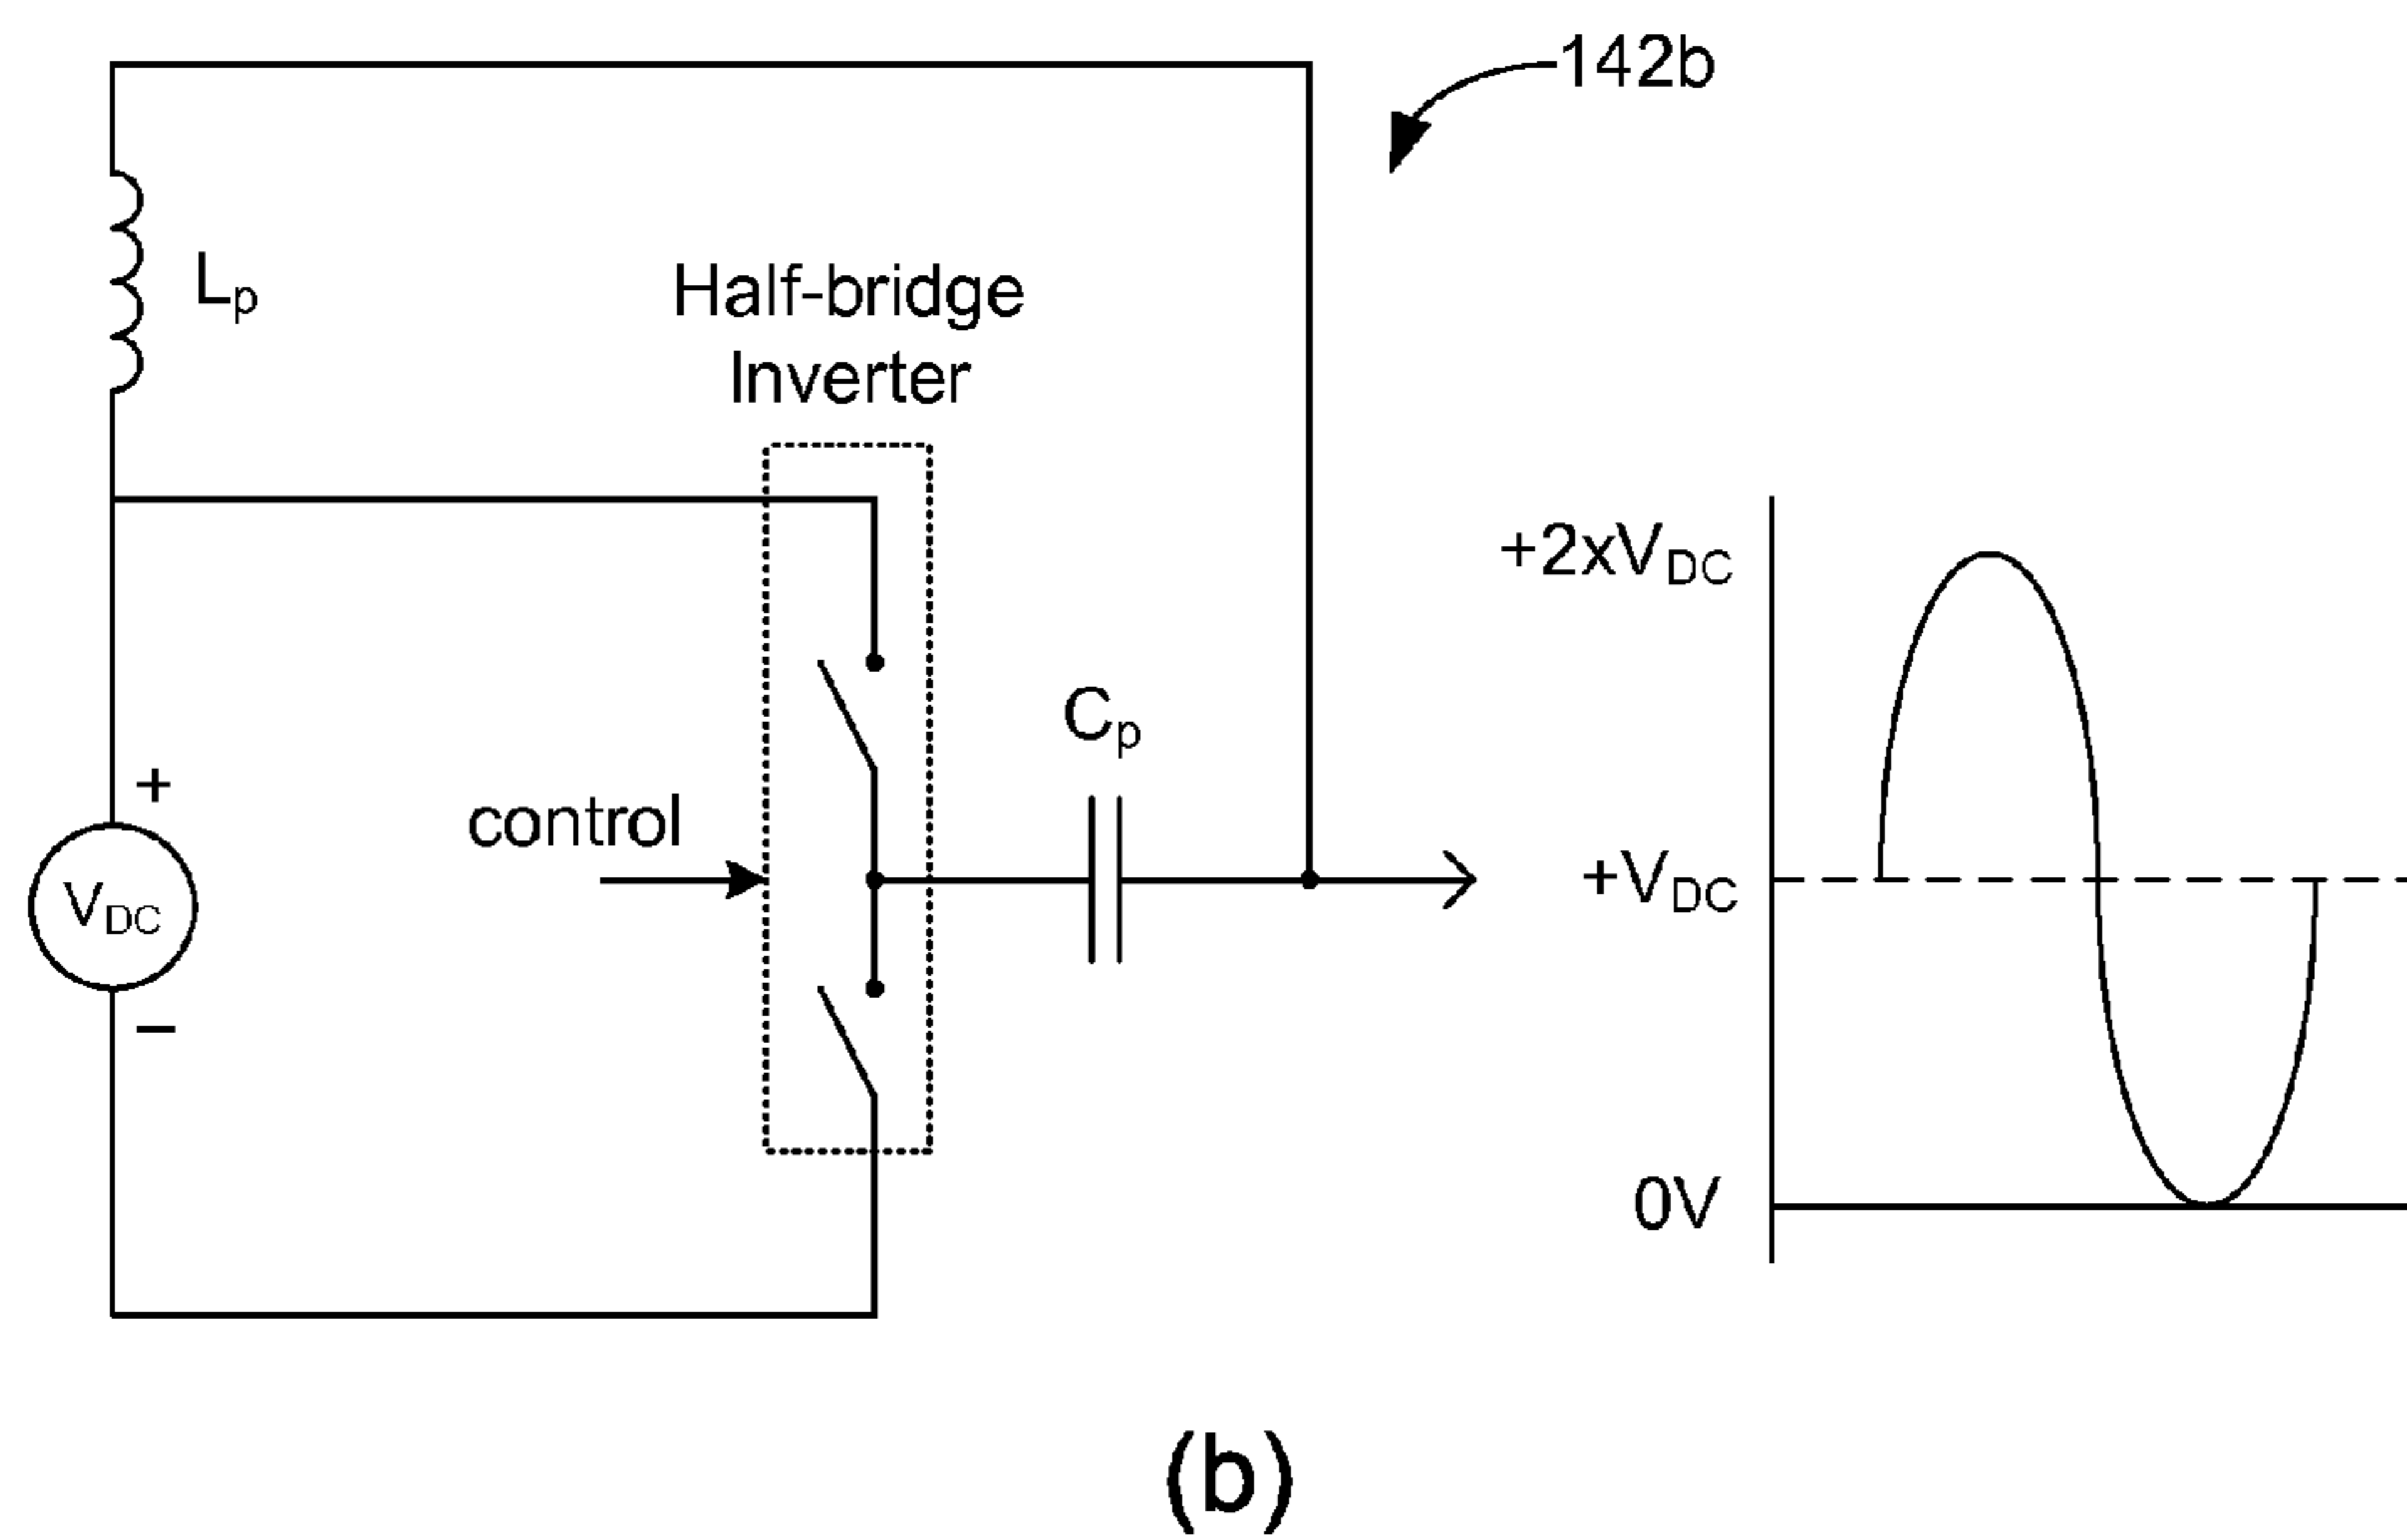 142b
Lp
Half-bridge
Inverter
+2xVDC
Cp
+
control
+VDC
VDC
−
0V
(b)